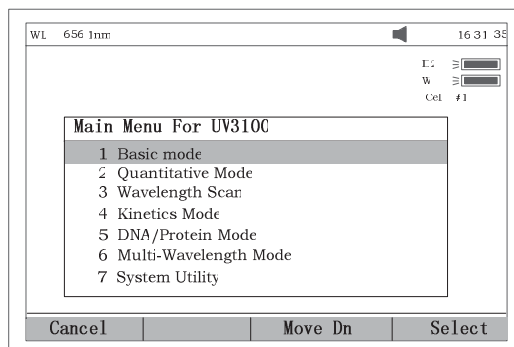 WL 656 1nm 16 31 35
W
Cel #1
Main Menu For UV3100
1 Basic mode
2 Quantitative Mode
3 Wavelength Scan
4 Kinetics Mode
5 DNA/Protein Mode
6 Multi-Wavelength Mode
7 System Utility
Cancel Move Dn Select